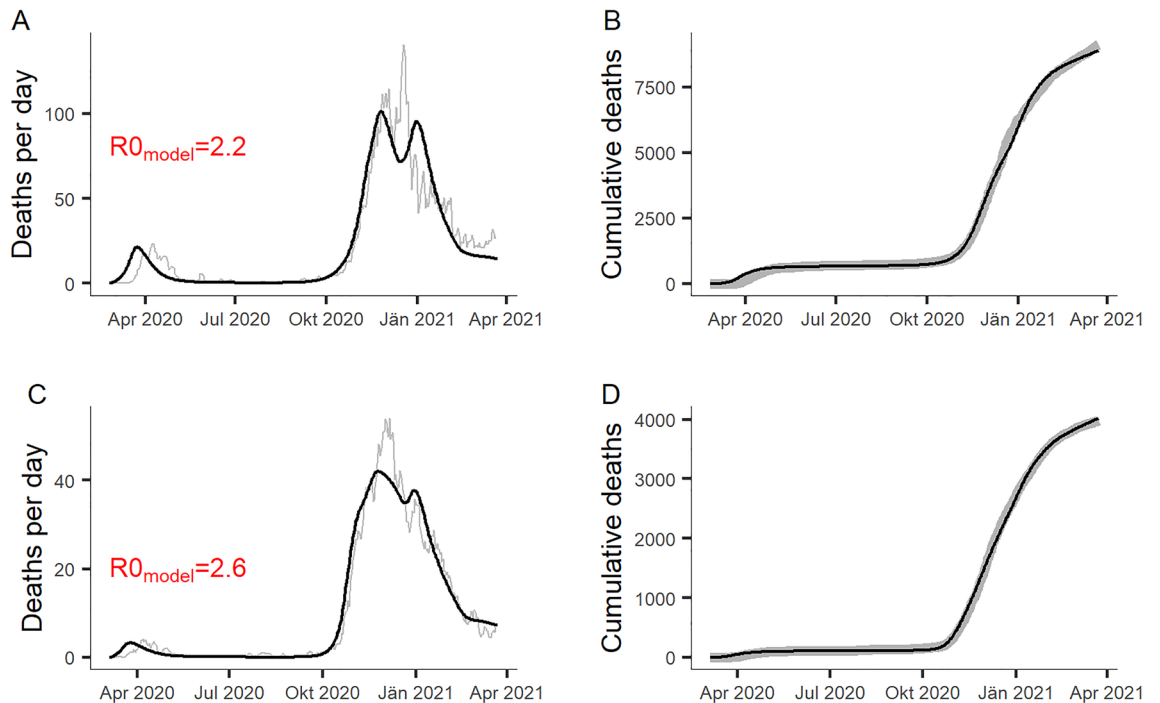 A
Deaths per day
100
50
0
R0model=2.2
Apr 2020 Jul 2020 Okt 2020 Jän 2021 Apr 2021
B
Cumulative deaths
7500
5000
2500
0
Apr 2020 Jul 2020 Okt 2020 Jän 2021 Apr 2021
C
Deaths per day
40
20
0
R0model=2.6
Apr 2020 Jul 2020 Okt 2020 Jän 2021 Apr 2021
D
Cumulative deaths
4000
3000
2000
1000
0
Apr 2020 Jul 2020 Okt 2020 Jän 2021 Apr 2021